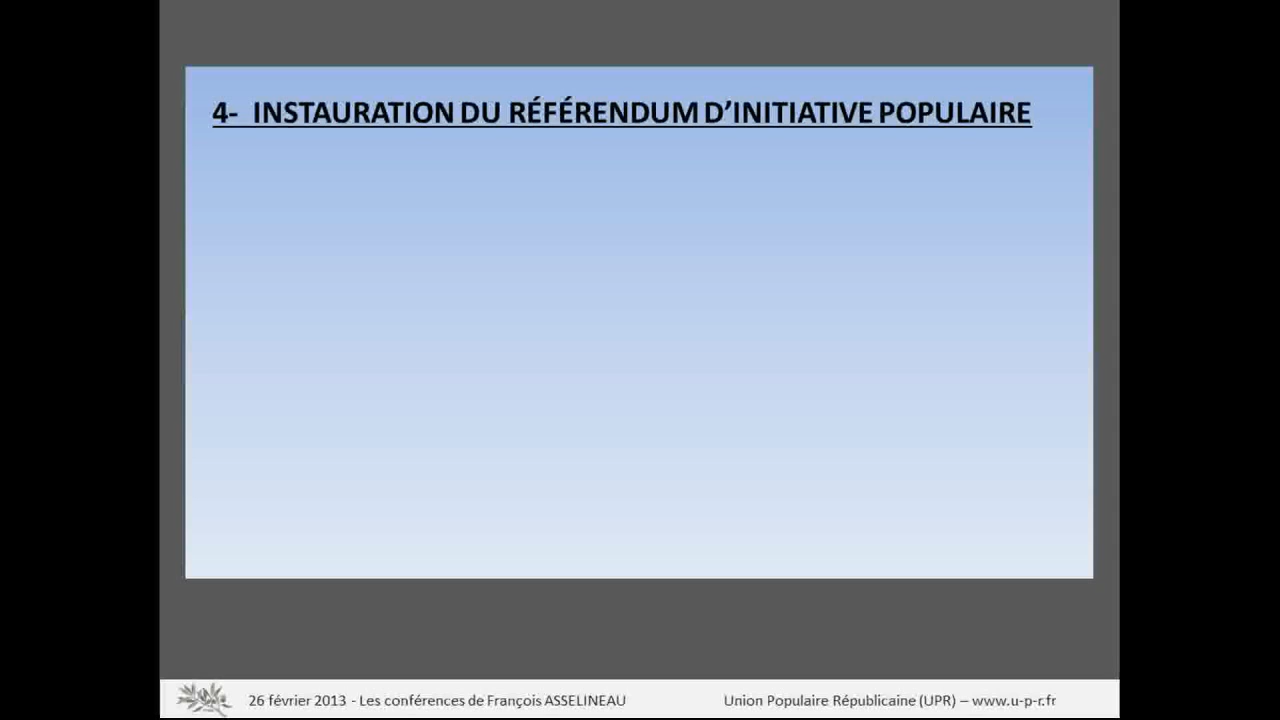 4- INSTAURATION DU RÉFÉRENDUM D’INITIATIVE POPULAIRE
26 février 2013 - Les conférences de François ASSELINEAU
Union Populaire Républicaine (UPR) – www.u-p-r.fr